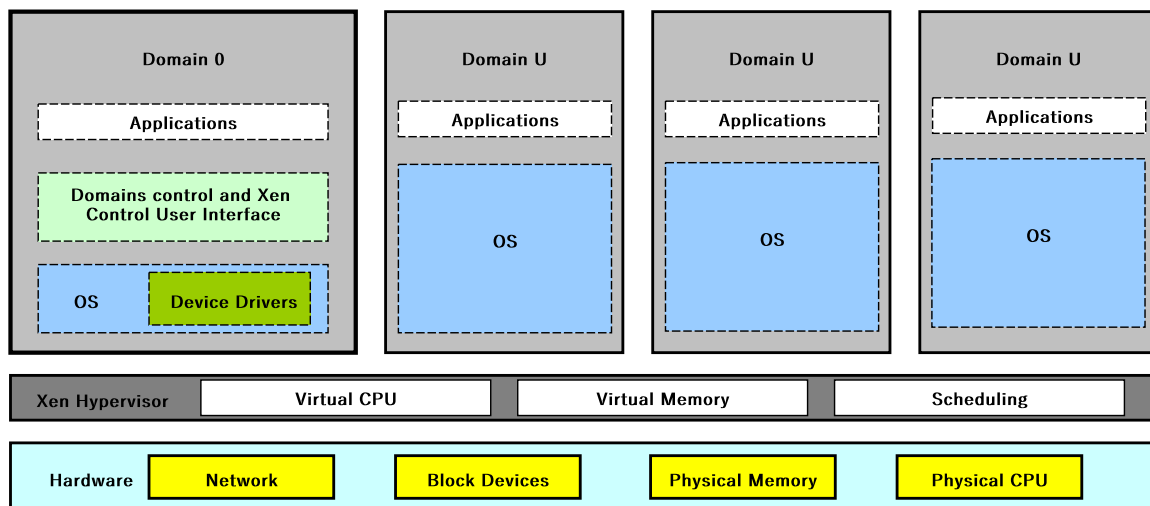 Domain 0
Applications
Domains control and Xen
Control User Interface
OS
Device Drivers
Domain U
Applications
OS
Domain U
Applications
OS
Domain U
Applications
OS
Xen Hypervisor
Virtual CPU
Virtual Memory
Scheduling
Hardware
Network
Block Devices
Physical Memory
Physical CPU